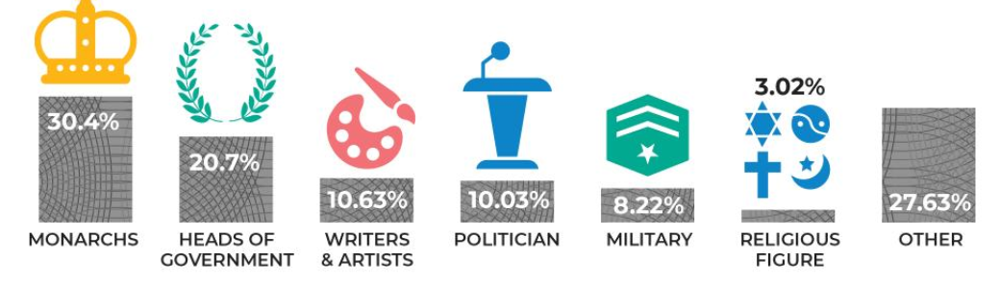 30.4%
20.7%
10.63%
10.03%
8.22%
3.02%
27.63%
MONARCHS
HEADS OF
GOVERNMENT
WRITERS
& ARTISTS
POLITICIAN
MILITARY
RELIGIOUS
FIGURE
OTHER